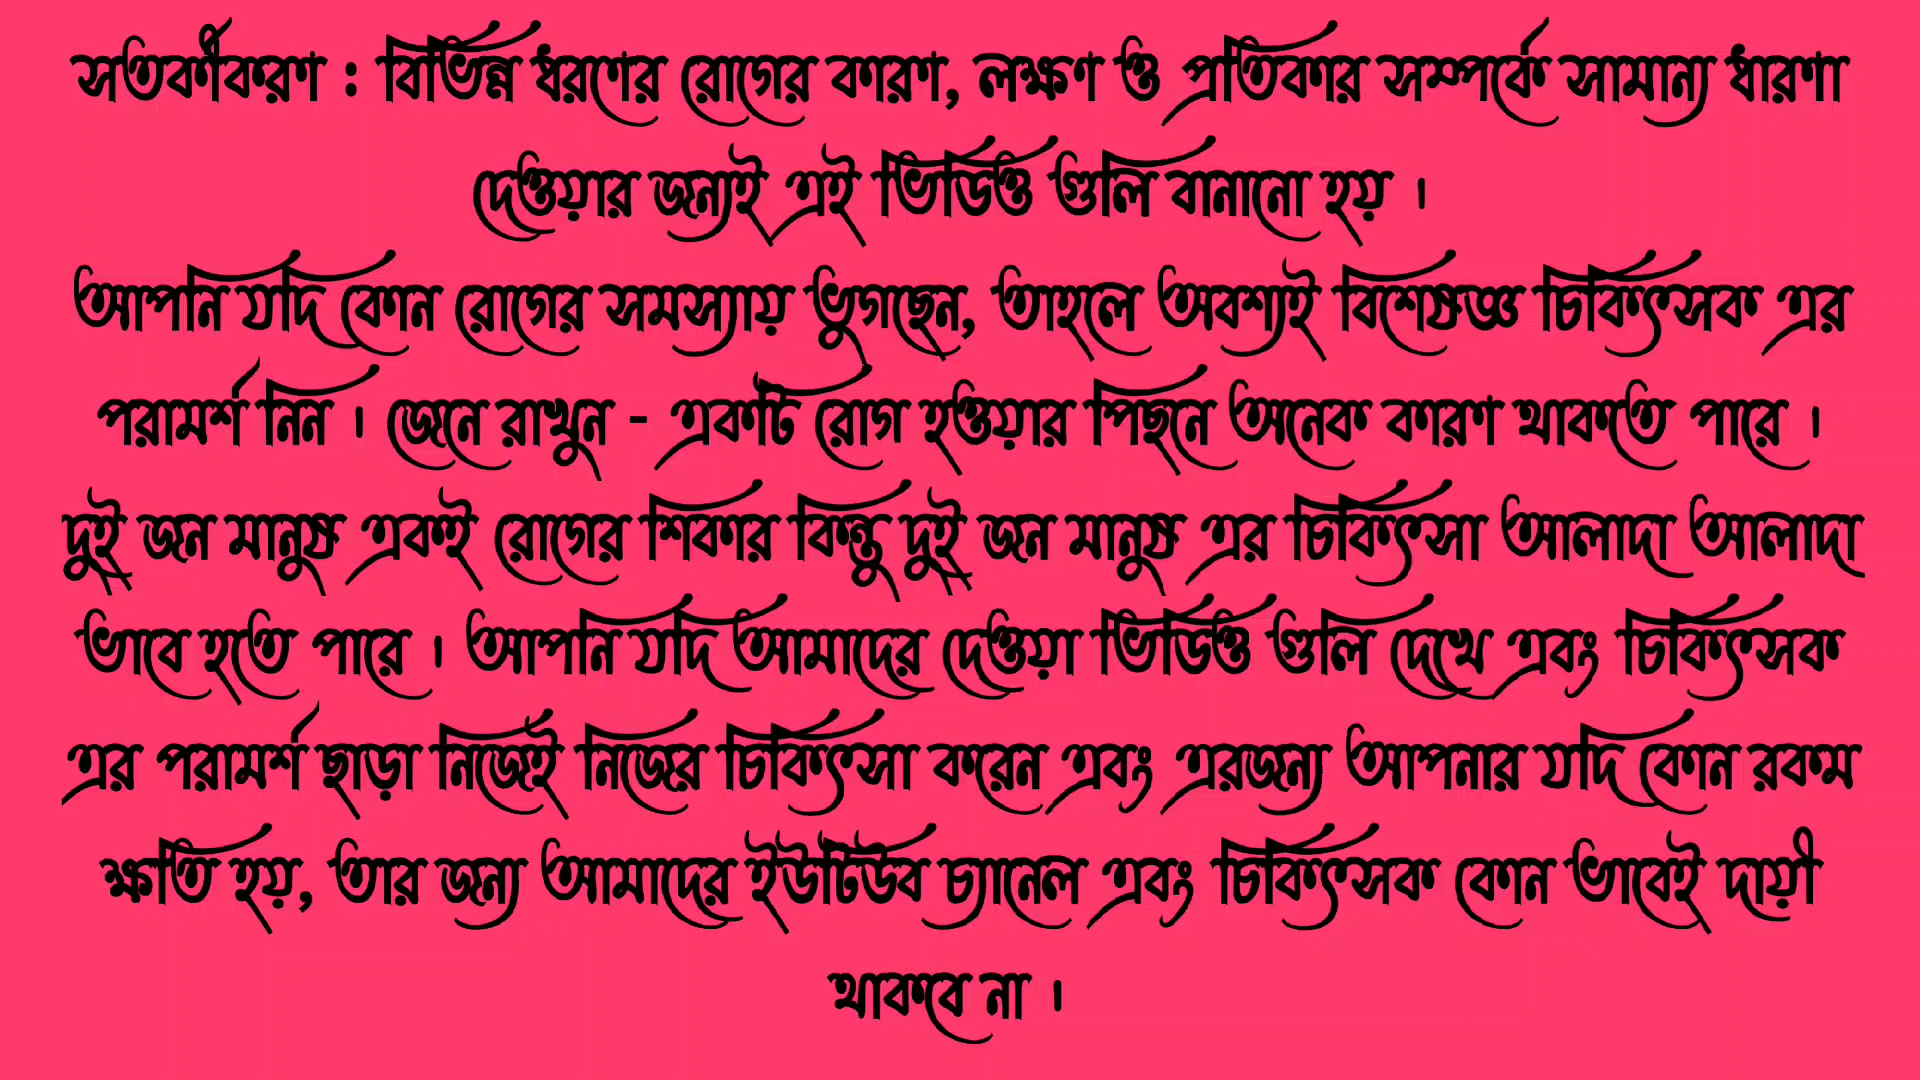 সতর্কীকরণ : বিভিন্ন ধরণের রোগের কারণ, লক্ষণ ও প্রতিকার সম্পর্কে সামান্য ধারণা
দেওয়ার জন্যই এই ভিডিও গুলি বানানো হয় ।
আপনি যদি কোন রোগের সমস্যায় ভুগছেন, তাহলে অবশ্যই বিশেষজ্ঞ চিকিৎসক এর
পরামর্শ নিন । জেনে রাখুন - একটি রোগ হওয়ার পিছনে অনেক কারণ থাকতে পারে ।
দুই জন মানুষ একই রোগের শিকার কিন্তু দুই জন মানুষ এর চিকিৎসা আলাদা আলাদা
ভাবে হতে পারে । আপনি যদি আমাদের দেওয়া ভিডিও গুলি দেখে এবং চিকিৎসক
এর পরামর্শ ছাড়া নিজেই নিজের চিকিৎসা করেন এবং এরজন্য আপনার যদি কোন রকম
ক্ষতি হয়, তার জন্য আমাদের ইউটিউব চ্যানেল এবং চিকিৎসক কোন ভাবেই দায়ী
থাকবে না ।